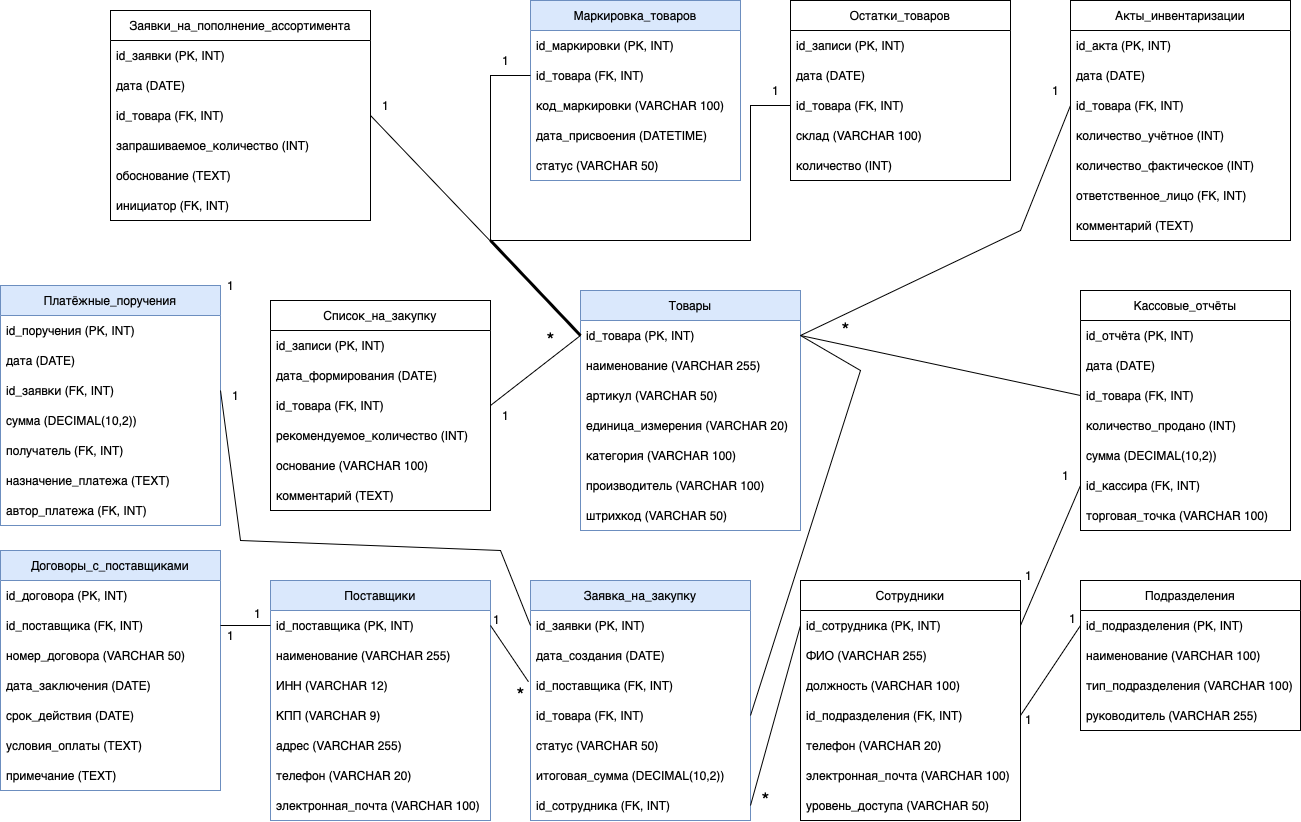 Заявки_на_пополнение_ассортимента
id_заявки (PK, INT)
дата (DATE)
id_товара (FK, INT)
запрашиваемое_количество (INT)
обоснование (TEXT)
инициатор (FK, INT)
1
Маркировка_товаров
id_маркировки (PK, INT)
id_товара (FK, INT)
код_маркировки (VARCHAR 100)
дата_присвоения (DATETIME)
статус (VARCHAR 50)
1
Остатки_товаров
id_записи (PK, INT)
дата (DATE)
id_товара (FK, INT)
склад (VARCHAR 100)
количество (INT)
1
Акты_инвентаризации
id_акта (PK, INT)
дата (DATE)
id_товара (FK, INT)
количество_учётное (INT)
количество_фактическое (INT)
ответственное_лицо (FK, INT)
комментарий (TEXT)
1
Платёжные_поручения
id_поручения (PK, INT)
дата (DATE)
id_заявки (FK, INT)
сумма (DECIMAL(10,2))
получатель (FK, INT)
назначение_платежа (TEXT)
автор_платежа (FK, INT)
1
1
Список_на_закупку
id_записи (PK, INT)
дата_формирования (DATE)
id_товара (FK, INT)
рекомендуемое_количество (INT)
основание (VARCHAR 100)
комментарий (TEXT)
*
1
Товары
id_товара (PK, INT)
наименование (VARCHAR 255)
артикул (VARCHAR 50)
единица_измерения (VARCHAR 20)
категория (VARCHAR 100)
производитель (VARCHAR 100)
штрихкод (VARCHAR 50)
*
Кассовые_отчёты
id_отчёта (PK, INT)
дата (DATE)
id_товара (FK, INT)
количество_продано (INT)
сумма (DECIMAL(10,2))
id_кассира (FK, INT)
торговая_точка (VARCHAR 100)
1
Договоры_с_поставщиками
id_договора (PK, INT)
id_поставщика (FK, INT)
номер_договора (VARCHAR 50)
дата_заключения (DATE)
срок_действия (DATE)
условия_оплаты (TEXT)
примечание (TEXT)
1
1
Поставщики
id_поставщика (PK, INT)
наименование (VARCHAR 255)
ИНН (VARCHAR 12)
КПП (VARCHAR 9)
адрес (VARCHAR 255)
телефон (VARCHAR 20)
электронная_почта (VARCHAR 100)
1
*
Заявка_на_закупку
id_заявки (PK, INT)
дата_создания (DATE)
id_поставщика (FK, INT)
id_товара (FK, INT)
статус (VARCHAR 50)
итоговая_сумма (DECIMAL(10,2))
id_сотрудника (FK, INT)
*
Сотрудники
id_сотрудника (PK, INT)
ФИО (VARCHAR 255)
должность (VARCHAR 100)
id_подразделения (FK, INT)
телефон (VARCHAR 20)
электронная_почта (VARCHAR 100)
уровень_доступа (VARCHAR 50)
1
1
1
Подразделения
id_подразделения (PK, INT)
наименование (VARCHAR 100)
тип_подразделения (VARCHAR 100)
руководитель (VARCHAR 255)